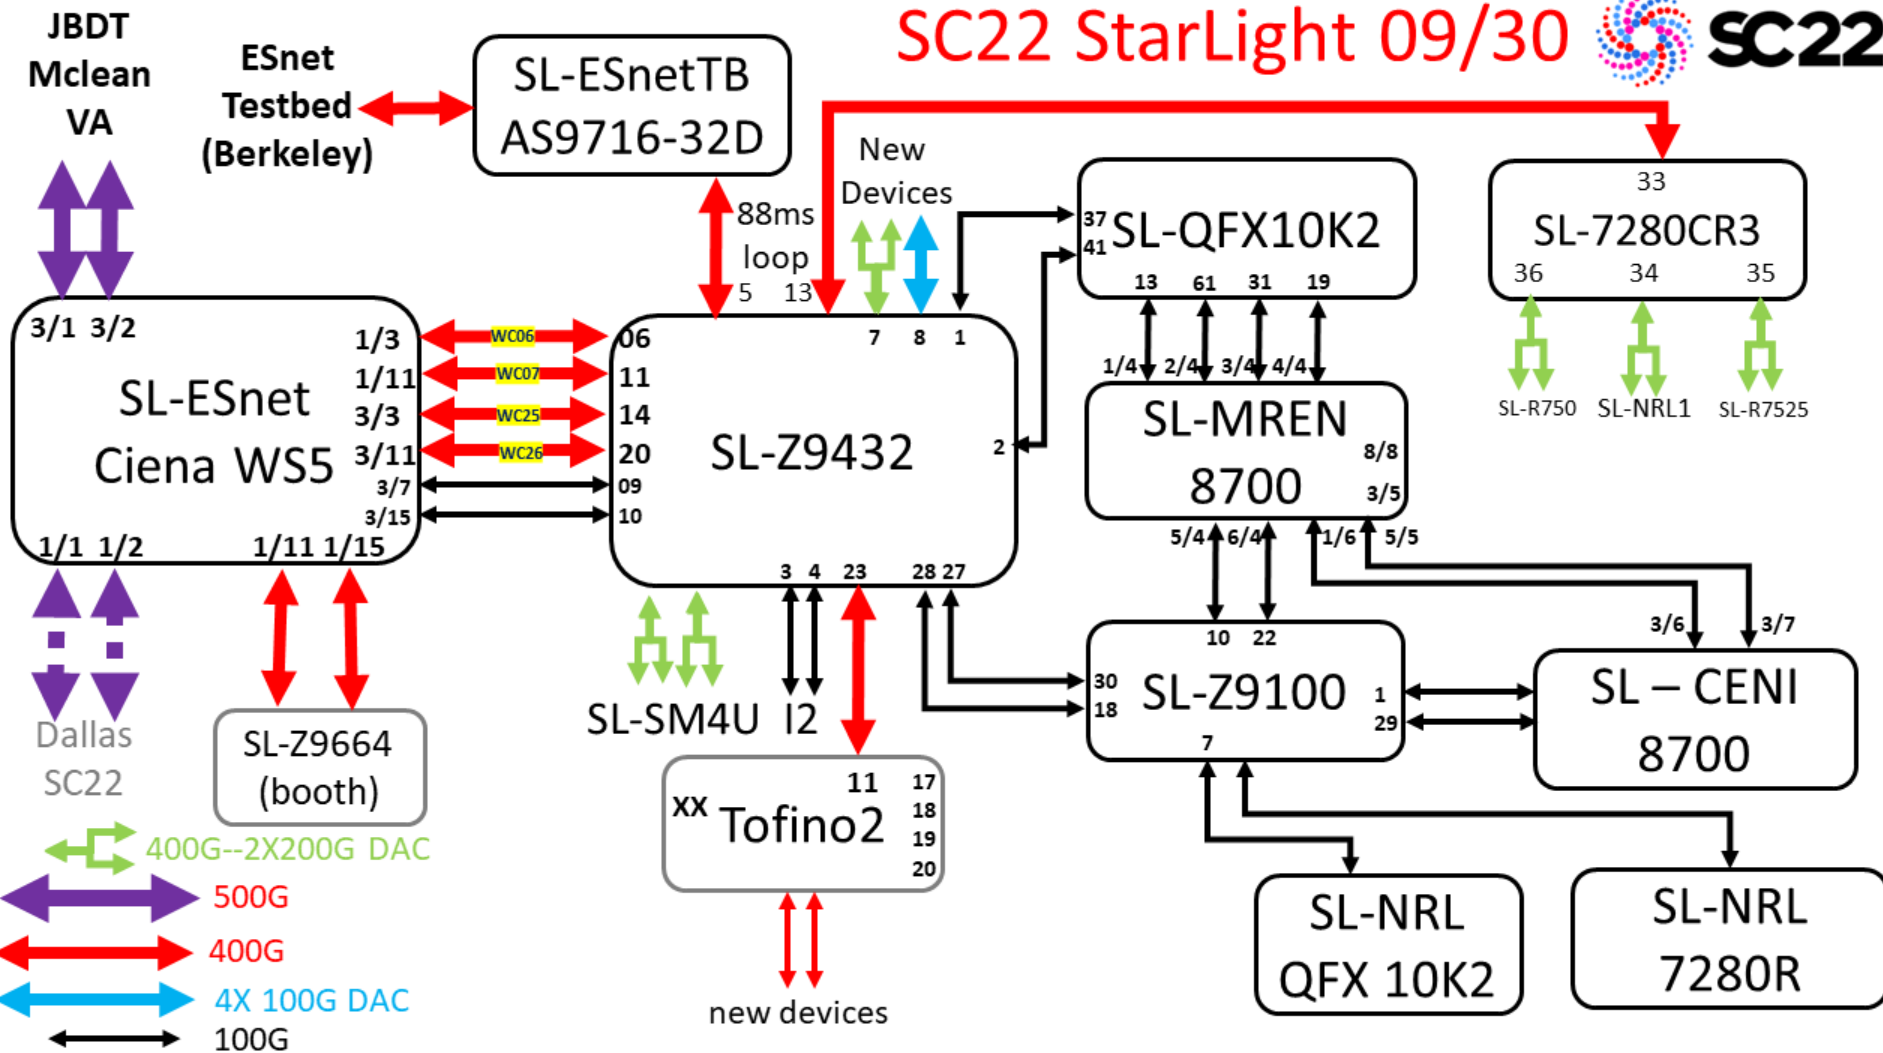 JBDT
Mclean
VA
ESnet
Testbed
(Berkeley)
SL-ESnetTB
AS9716-32D
SC22 StarLight 09/30
SC22
New
Devices
88ms
loop
5 13
33
SL-7280CR3
36 34 35
SL-R750 SL-NRL1 SL-R7525
37
41
SL-QFX10K2
13 61 31 19
1/4 2/4 3/4 4/4
SL-MREN
8700
8/8
3/5
5/4 6/4 1/6 5/5
3/1 3/2
SL-ESnet
Ciena WS5
1/3
1/11
3/3
3/11
3/7
3/15
1/1 1/2 1/11 1/15
WC06
WC07
WC25
WC26
7 8 1
06
11
14
20
09
10
SL-Z9432
2
3 4 23 28 27
SL-SM4U I2
10 22
30
18
SL-Z9100
1
29
7
3/6 3/7
SL – CENI
8700
Dallas
SC22
SL-Z9664
(booth)
11
XX Tofino2
17
18
19
20
new devices
SL-NRL
QFX 10K2
SL-NRL
7280R
400G--2X200G DAC
500G
400G
4X 100G DAC
100G